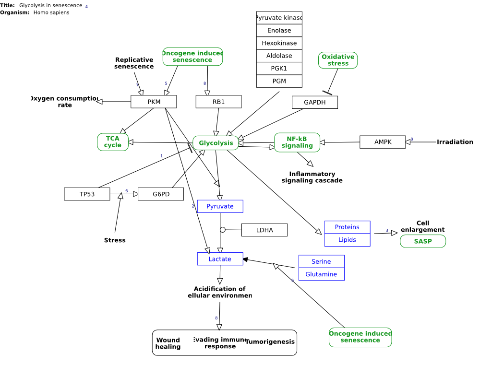 Title: Glycolysis in senescence 4
Organism: Homo sapiens
Pyruvate kinase
Enolase
Hexokinase
Aldolase
PGK1
PGM
Oncogene induced
senescence
Oxidative
stress
Replicative
senescence
Oxygen consumption
rate
PKM
RB1
GAPDH
TCA
cycle
Glycolysis
NF-kB
signaling
AMPK
Irradiation
Inflammatory
signaling cascade
TP53
G6PD
Stress
Pyruvate
LDHA
Proteins
Lipids
Cell
enlargement
SASP
Lactate
Serine
Glutamine
Acidification of
ellular environmen
Oncogene induced
senescence
Wound
healing
Evading immune
response
Tumorigenesis